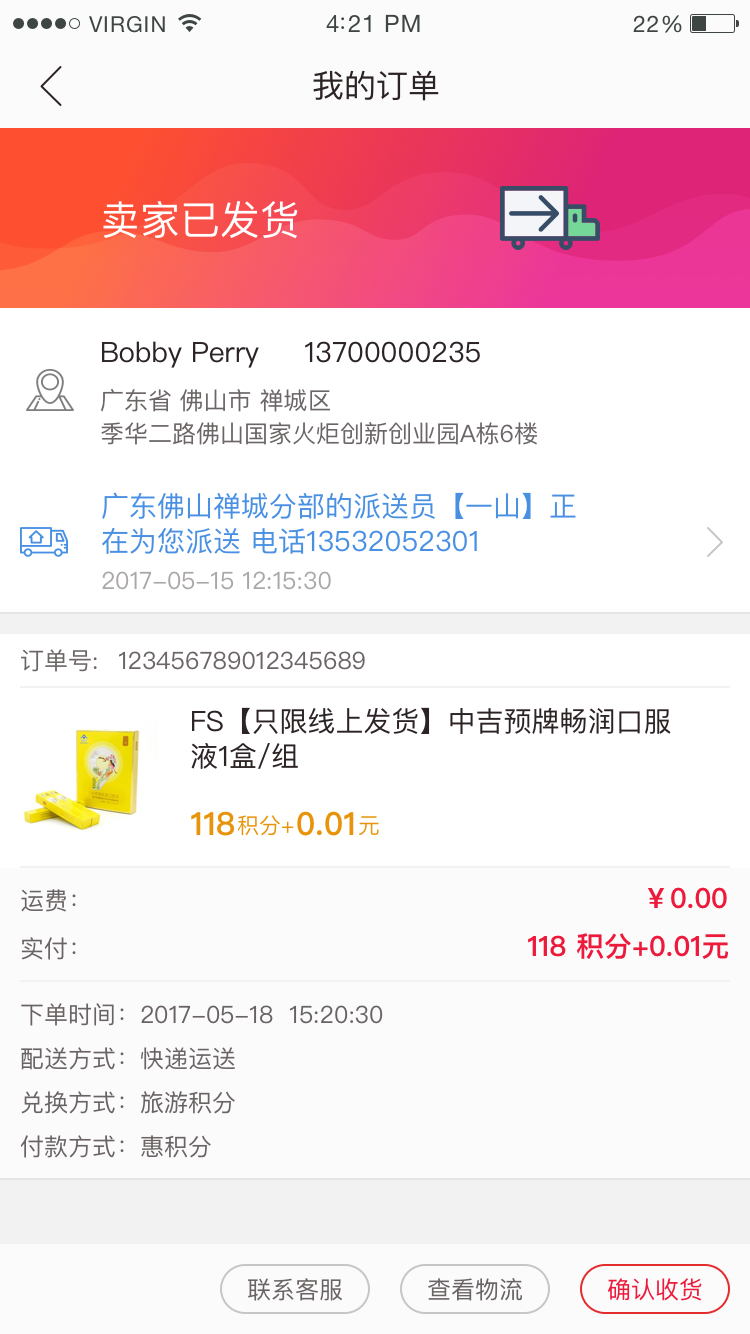 VIRGIN 4:21 PM 22%
我的订单
卖家已发货
Bobby Perry 13700000235
广东省 佛山市 禅城区
季华二路佛山国家火炬创新创业园A栋6楼
广东佛山禅城分部的派送员【一山】正
在为您派送 电话13532052301
2017-05-15 12:15:30
订单号: 123456789012345689
FS【只限线上发货】中吉预牌畅润口服
液1盒/组
118积分+0.01元
运费: ¥0.00
实付: 118 积分+0.01元
下单时间: 2017-05-18 15:20:30
配送方式: 快递运送
兑换方式: 旅游积分
付款方式: 惠积分
联系客服 查看物流 确认收货